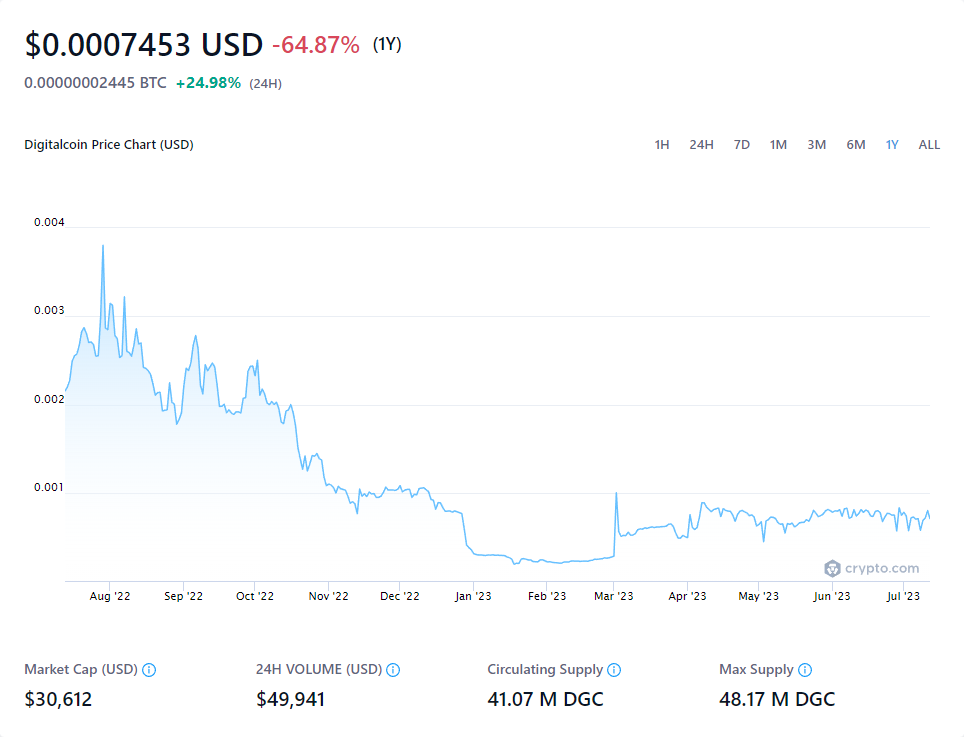 $0.0007453 USD -64.87% (1Y)
0.00000002445 BTC +24.98% (24H)
Digitalcoin Price Chart (USD) 1H 24H 7D 1M 3M 6M 1Y ALL
0.004
0.003
0.002
0.001
crypto.com
Aug '22 Sep '22 Oct '22 Nov '22 Dec '22 Jan '23 Feb '23 Mar '23 Apr '23 May '23 Jun '23 Jul '23
Market Cap (USD) 24H VOLUME (USD) Circulating Supply Max Supply
$30,612 $49,941 41.07 M DGC 48.17 M DGC